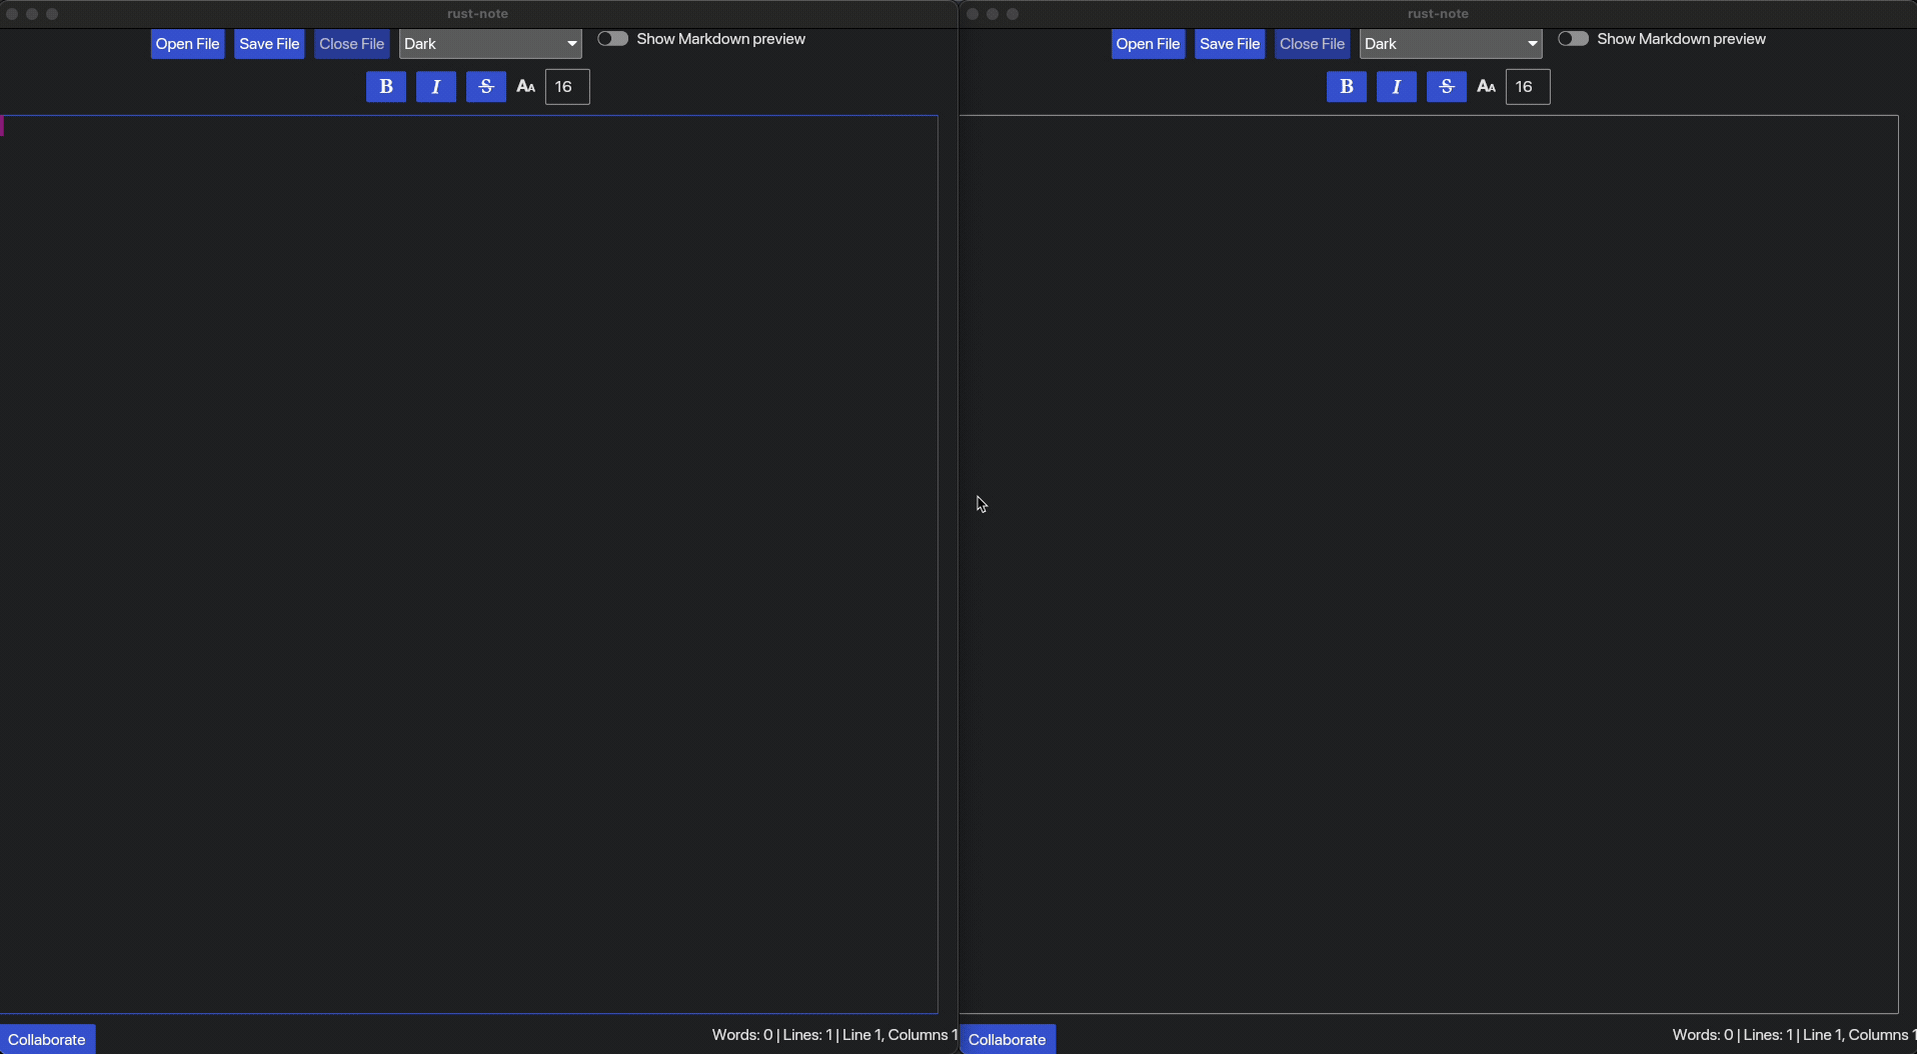 rust-note
Open File Save File Close File Dark Show Markdown preview
B I S AA 16
Collaborate Words: 0 | Lines: 1 | Line 1, Columns 1
rust-note
Open File Save File Close File Dark Show Markdown preview
B I S AA 16
Collaborate Words: 0 | Lines: 1 | Line 1, Columns 1